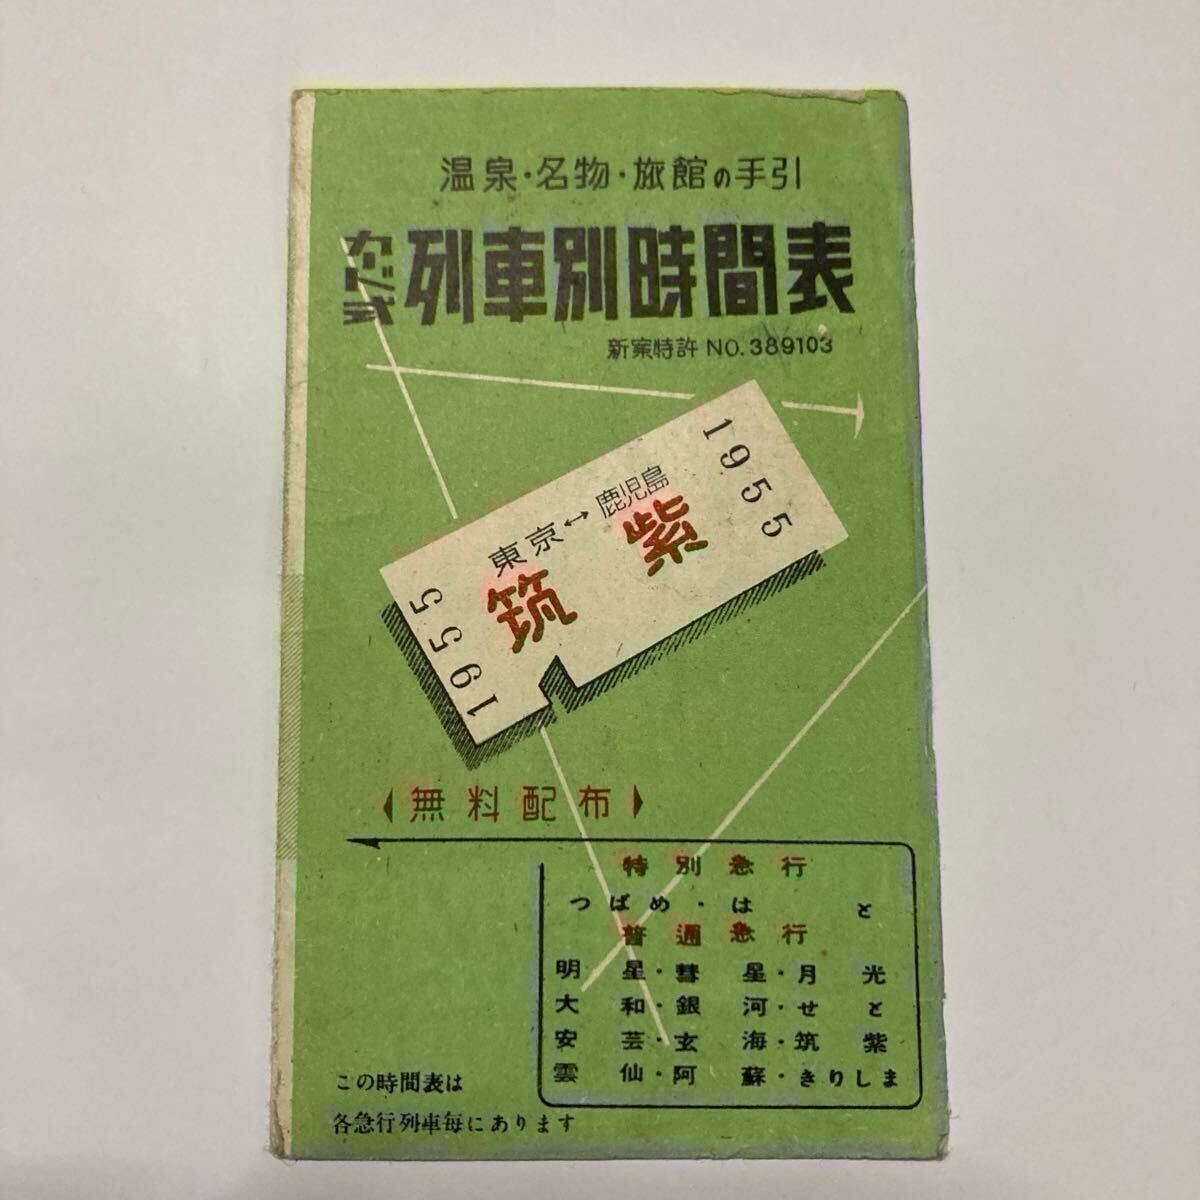 温泉・名物・旅館の手引
列車別時間表
新案特許 NO.389103
1955
東京↔鹿児島
筑紫
1955
無料配布
特別急行
つばめ・はと
普通急行
明星・彗星・月光
大和・銀河・せと
安芸・玄海・筑紫
雲仙・阿蘇・きりしま
この時間表は
各急行列車毎にあります